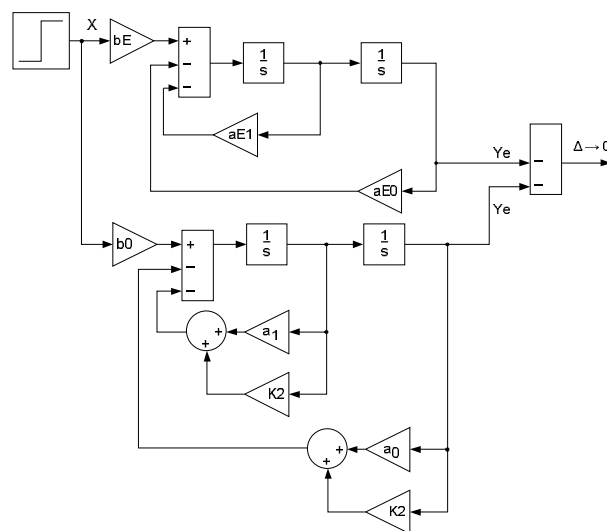 X
bE
+
−
−
1
s
1
s
aE1
aE0
Ye
−
−
Δ → 0
Ye
b0
+
−
−
1
s
1
s
+
+
a1
K2
+
+
a0
K2